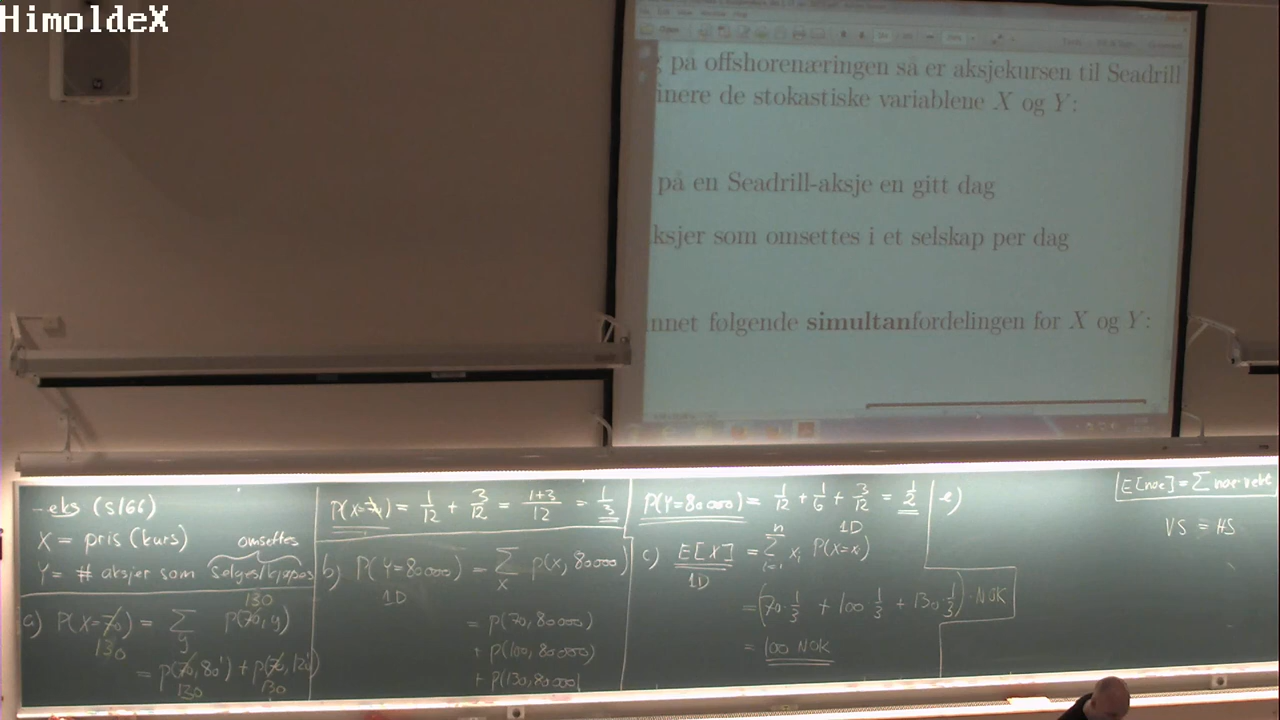 HimoldeX
på offshorenæringen så er aksjekursen til Seadrill
inere de stokastiske variablene X og Y:
på en Seadrill-aksje en gitt dag
ksjer som omsettes i et selskap per dag
nnet følgende simultanfordelingen for X og Y:
- eks (s166)
X = pris (kurs)
omsettes
Y = # aksjer som selges/kjøpes
130
a) P(X=70) = Σ p(70, y)
y
130
= p(70, 80') + p(70, 120')
130 130
P(X=70) = 1/12 + 3/12 = (1+3)/12 = 1/3
b) P(Y=80000) = Σ p(x, 80000)
1D x
= p(70, 80000)
+ p(100, 80000)
+ p(130, 80000)
P(Y=80000) = 1/12 + 1/6 + 3/12 = 1/2
n 1D
c) E[X] = Σ xi P(X=xi)
1D i=1
= (70·1/3 + 100·1/3 + 130·1/3)·NOK
= 100 NOK
e)
E[noe] = Σ noe·vekt
VS = HS